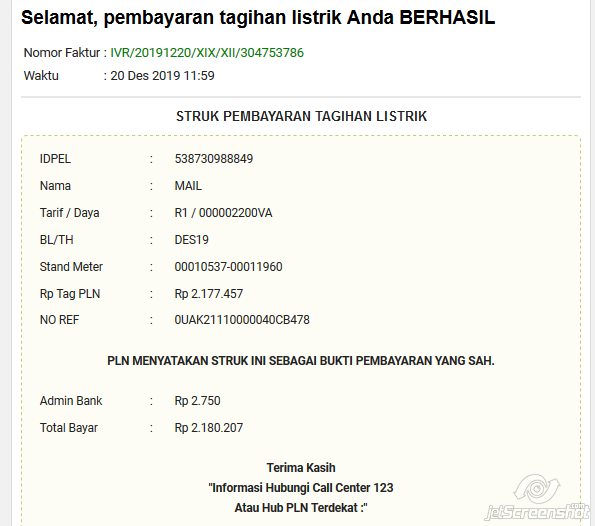 Selamat, pembayaran tagihan listrik Anda BERHASIL
Nomor Faktur : IVR/20191220/XIX/XII/304753786
Waktu : 20 Des 2019 11:59
STRUK PEMBAYARAN TAGIHAN LISTRIK
IDPEL : 538730988849
Nama : MAIL
Tarif / Daya : R1 / 000002200VA
BL/TH : DES19
Stand Meter : 00010537-00011960
Rp Tag PLN : Rp 2.177.457
NO REF : 0UAK21110000040CB478
PLN MENYATAKAN STRUK INI SEBAGAI BUKTI PEMBAYARAN YANG SAH.
Admin Bank : Rp 2.750
Total Bayar : Rp 2.180.207
Terima Kasih
"Informasi Hubungi Call Center 123
Atau Hub PLN Terdekat :"
jetScreenshot.com